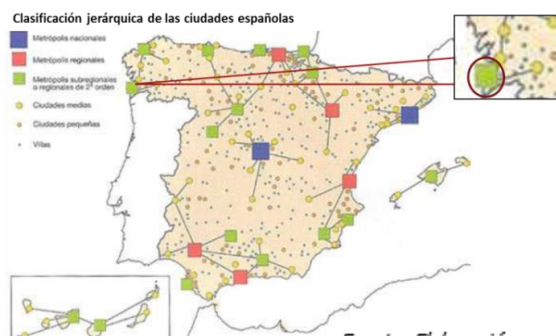 Clasificación jerárquica de las ciudades españolas
Metrópolis nacionales
Metrópolis regionales
Metrópolis subregionales
o regionales de 2º orden
Ciudades medias
Ciudades pequeñas
Villas